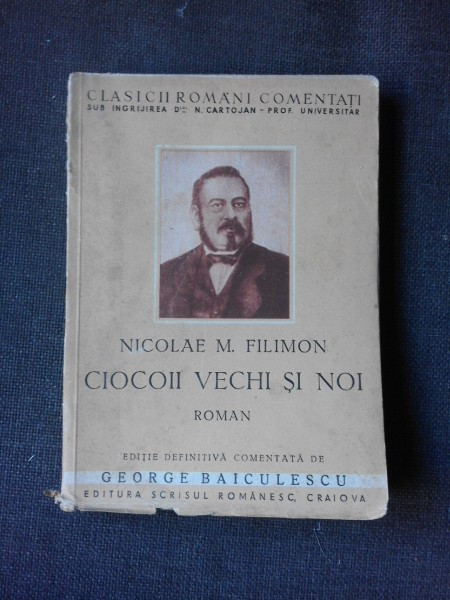 CLASICII ROMÂNI COMENTAȚI
SUB INGRIJIREA D-LUI N. CARTOJAN – PROF. UNIVERSITAR
NICOLAE M. FILIMON
CIOCOII VECHI ȘI NOI
ROMAN
EDIȚIE DEFINITIVĂ COMENTATĂ DE
GEORGE BAICULESCU
EDITURA SCRISUL ROMÂNESC, CRAIOVA